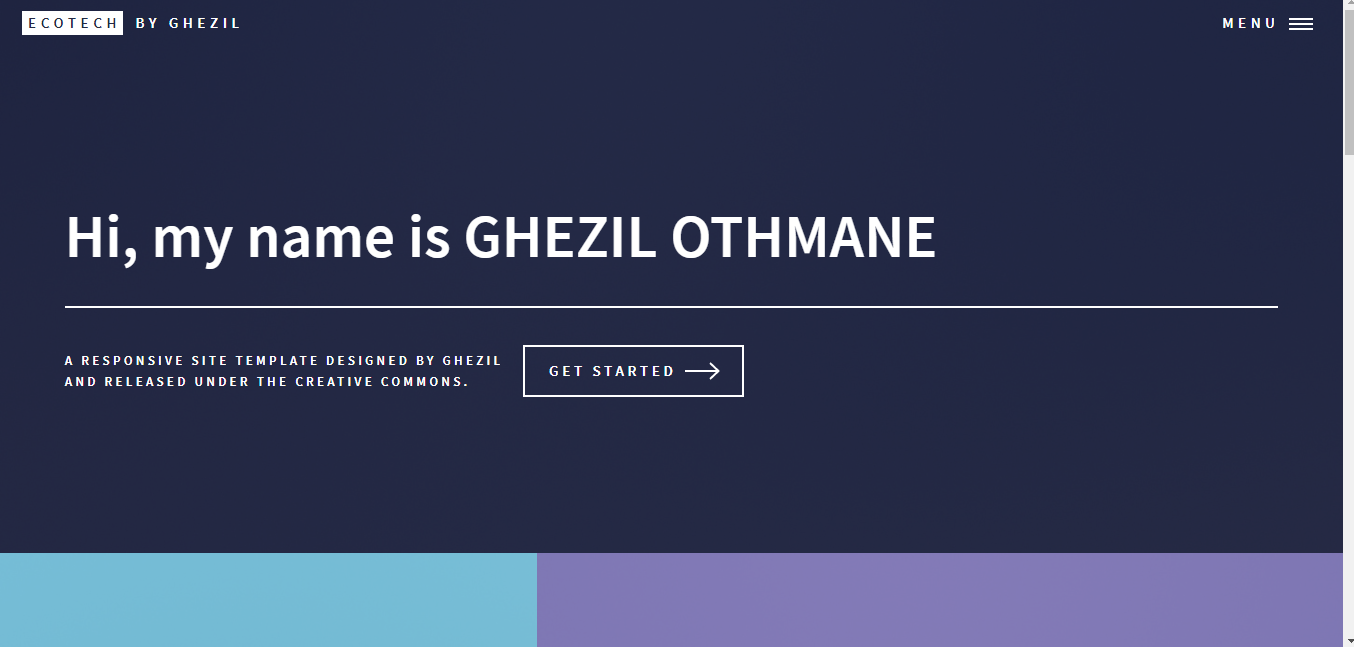 ECOTECH BY GHEZIL
MENU
Hi, my name is GHEZIL OTHMANE
A RESPONSIVE SITE TEMPLATE DESIGNED BY GHEZIL
AND RELEASED UNDER THE CREATIVE COMMONS.
GET STARTED